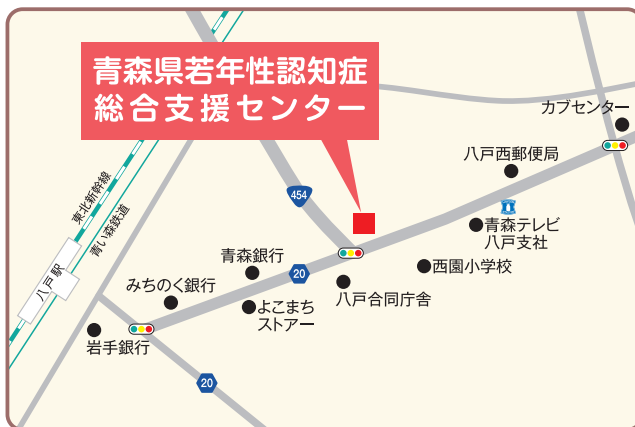 青森県若年性認知症
総合支援センター
カブセンター
八戸西郵便局
454
東北新幹線
青い森鉄道
八戸駅
青森テレビ
八戸支社
西園小学校
青森銀行
20
みちのく銀行
八戸合同庁舎
よこまち
ストアー
岩手銀行
20